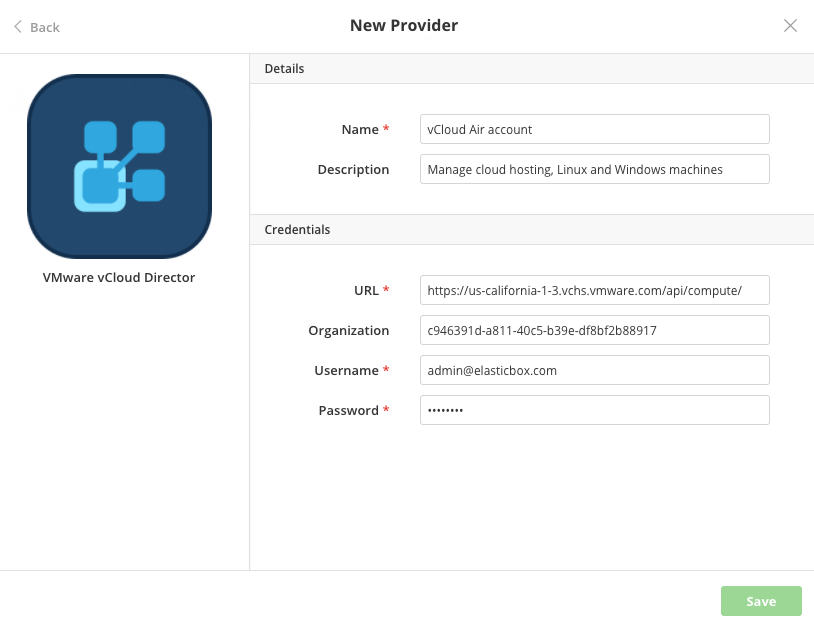 Back
New Provider
Details
Name * vCloud Air account
Description Manage cloud hosting, Linux and Windows machines
VMware vCloud Director
Credentials
URL * https://us-california-1-3.vchs.vmware.com/api/compute/
Organization c946391d-a811-40c5-b39e-df8bf2b88917
Username * admin@elasticbox.com
Password * ••••••••
Save